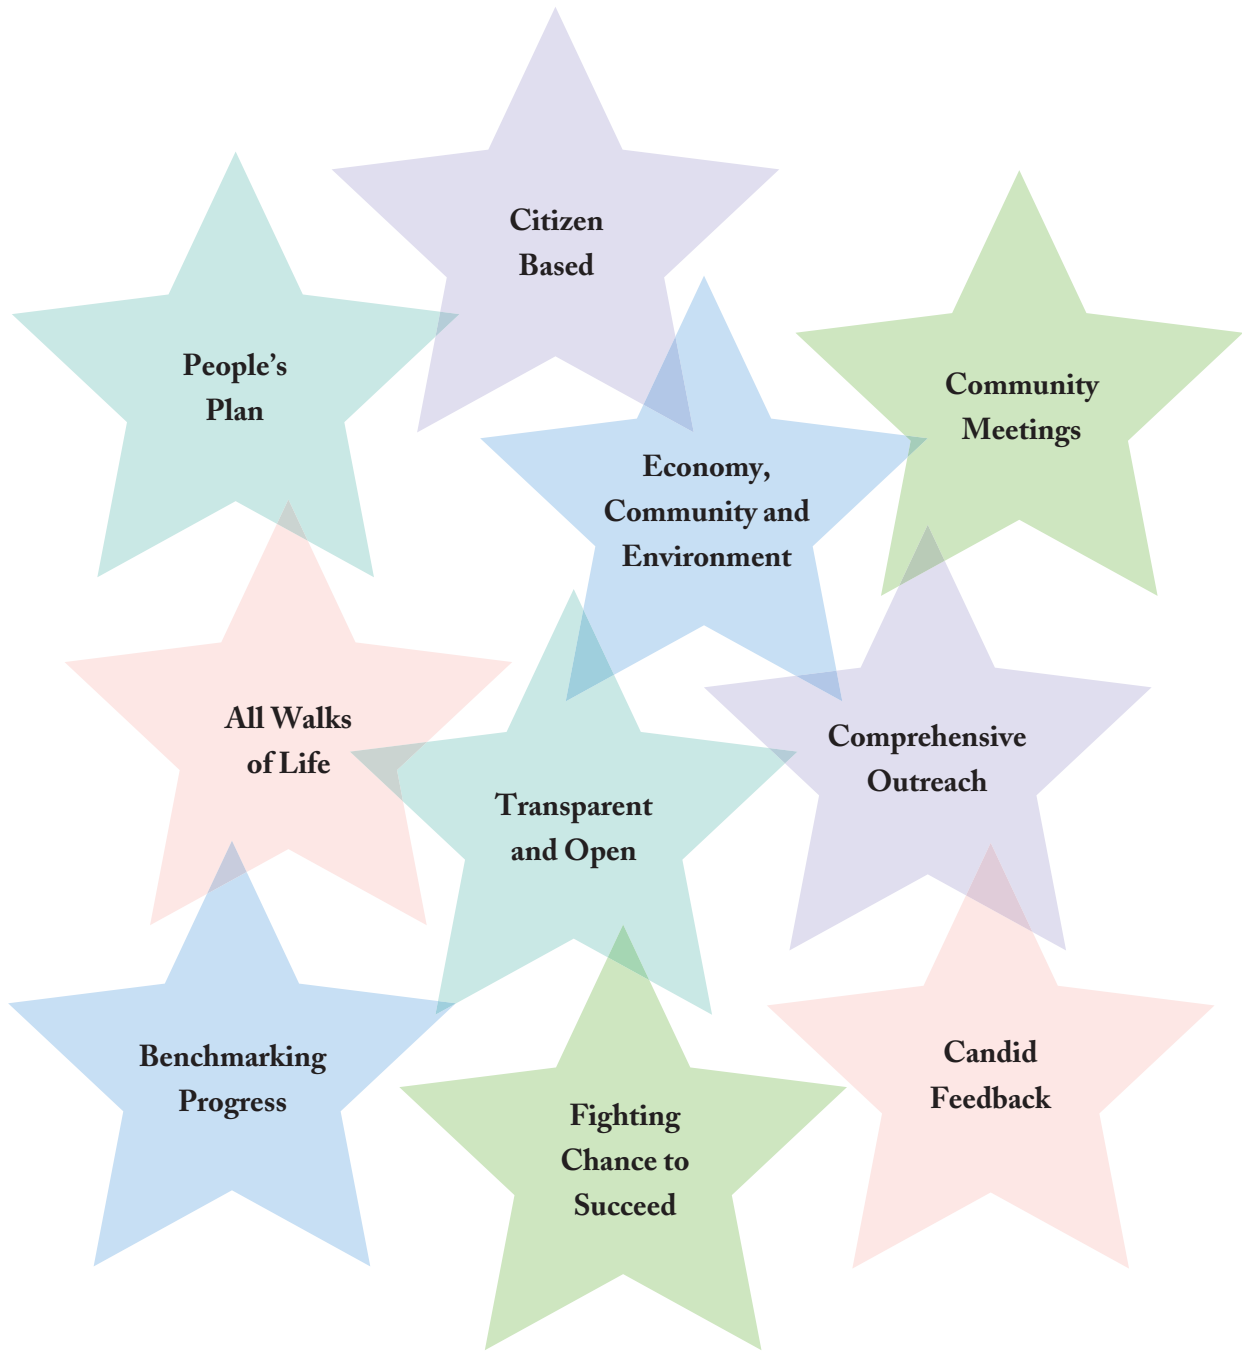 Citizen
Based
People’s
Plan
Community
Meetings
Economy,
Community and
Environment
All Walks
of Life
Comprehensive
Outreach
Transparent
and Open
Benchmarking
Progress
Candid
Feedback
Fighting
Chance to
Succeed